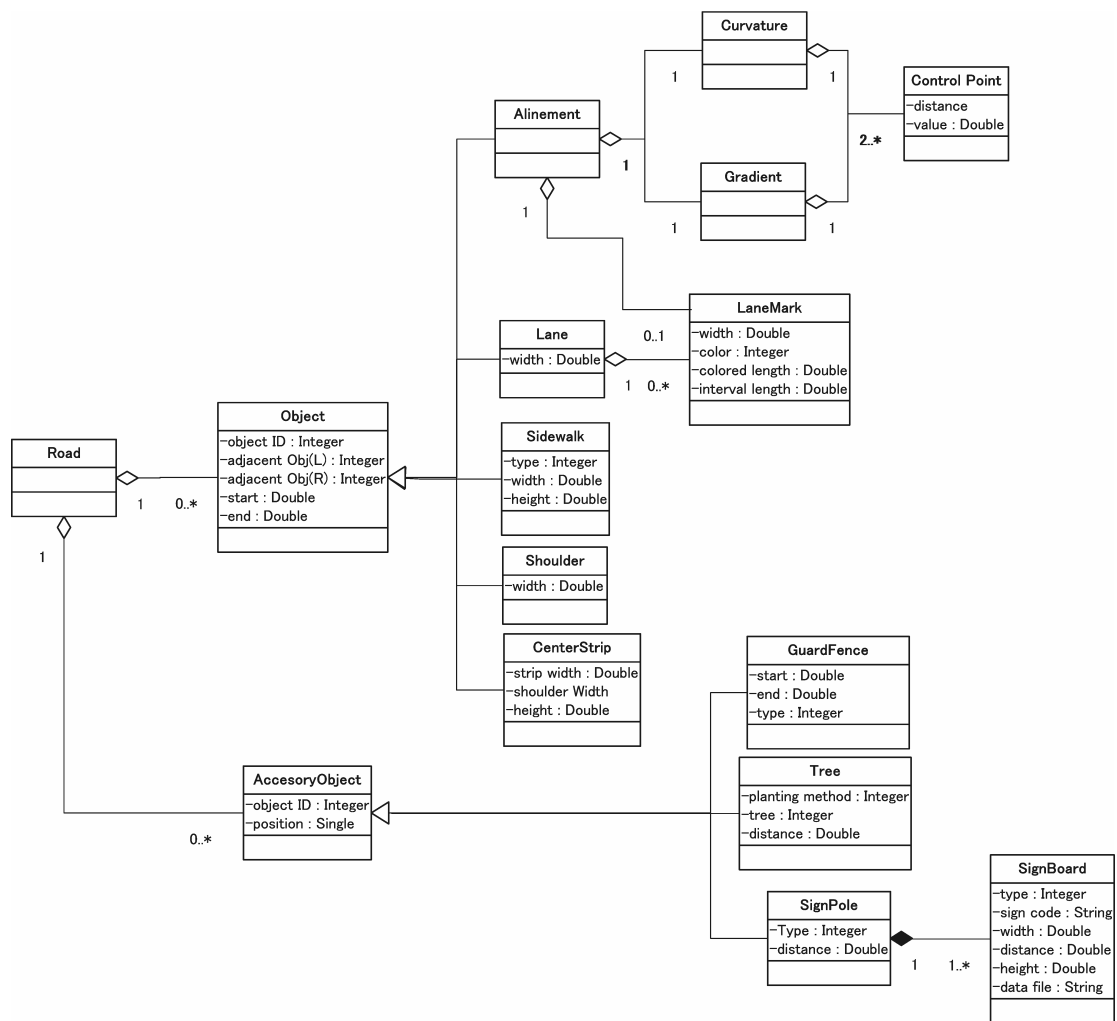 Curvature
1
1
Control Point
-distance
-value : Double
2..*
Alinement
1
1
Gradient
1
1
LaneMark
-width : Double
-color : Integer
-colored length : Double
-interval length : Double
0..1
Lane
-width : Double
1 0..*
Object
-object ID : Integer
-adjacent Obj(L) : Integer
-adjacent Obj(R) : Integer
-start : Double
-end : Double
Road
1 0..*
1
Sidewalk
-type : Integer
-width : Double
-height : Double
Shoulder
-width : Double
CenterStrip
-strip width : Double
-shoulder Width
-height : Double
GuardFence
-start : Double
-end : Double
-type : Integer
AccesoryObject
-object ID : Integer
-position : Single
0..*
Tree
-planting method : Integer
-tree : Integer
-distance : Double
SignPole
-Type : Integer
-distance : Double
1 1..*
SignBoard
-type : Integer
-sign code : String
-width : Double
-distance : Double
-height : Double
-data file : String